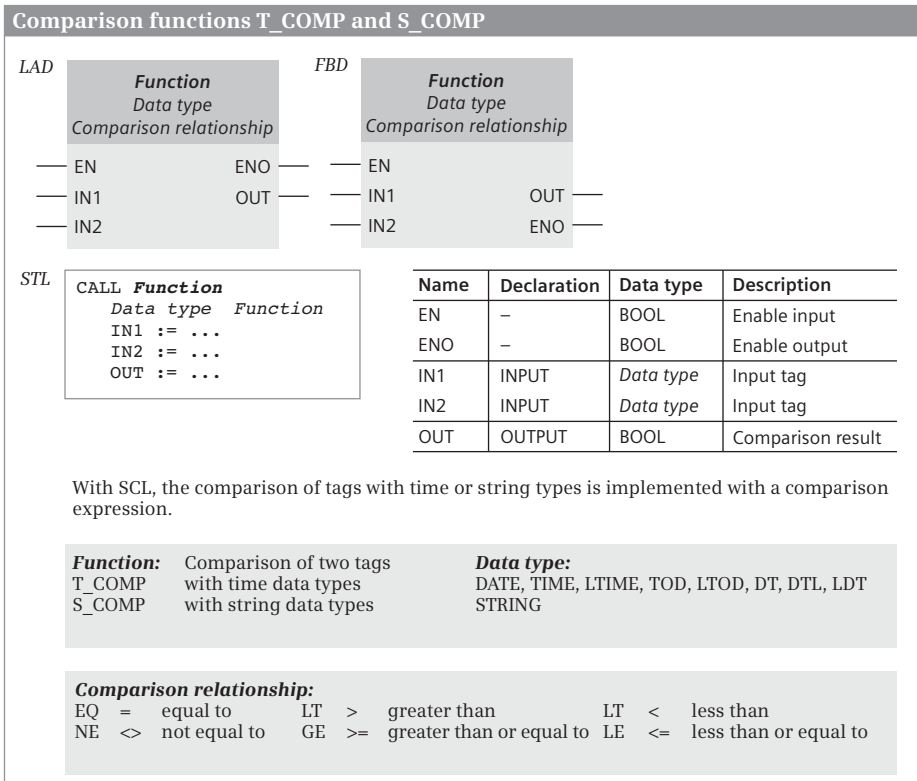 Comparison functions T_COMP and S_COMP
LAD
Function
Data type
Comparison relationship
EN ENO
IN1 OUT
IN2
FBD
Function
Data type
Comparison relationship
EN
IN1 OUT
IN2 ENO
STL
CALL Function
Data type Function
IN1 := ...
IN2 := ...
OUT := ...
Name Declaration Data type Description
EN – BOOL Enable input
ENO – BOOL Enable output
IN1 INPUT Data type Input tag
IN2 INPUT Data type Input tag
OUT OUTPUT BOOL Comparison result
With SCL, the comparison of tags with time or string types is implemented with a comparison
expression.
Function: Comparison of two tags Data type:
T_COMP with time data types DATE, TIME, LTIME, TOD, LTOD, DT, DTL, LDT
S_COMP with string data types STRING
Comparison relationship:
EQ = equal to LT > greater than LT < less than
NE <> not equal to GE >= greater than or equal to LE <= less than or equal to